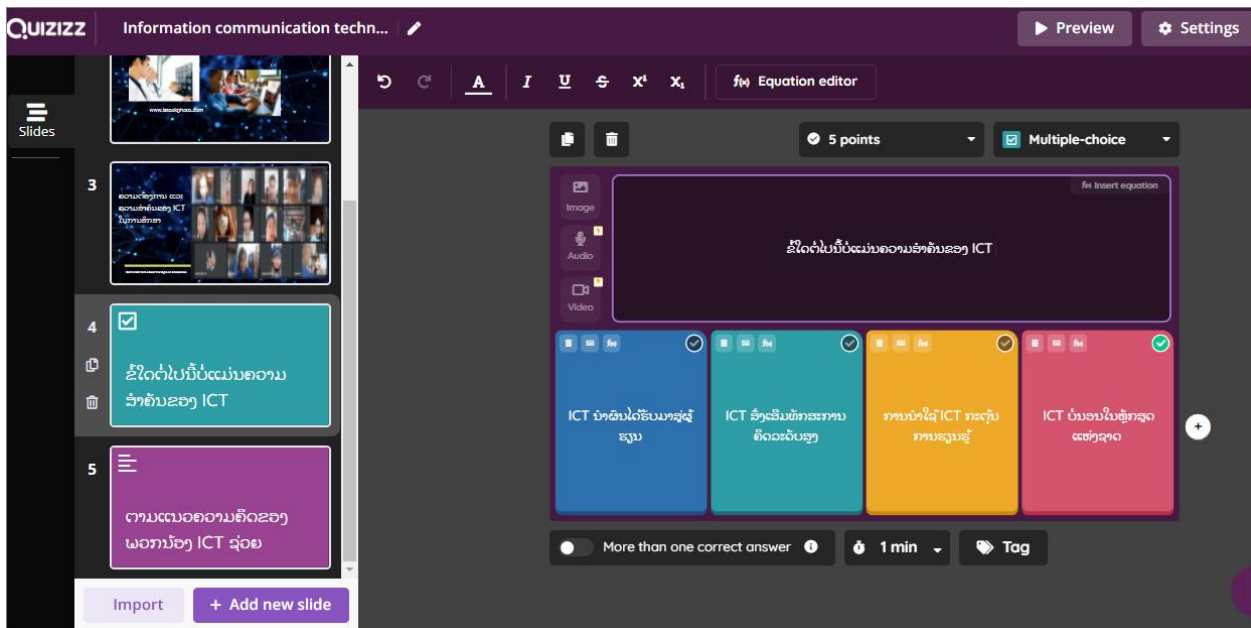 QUIZIZZ
Information communication techn...
Preview
Settings
Slides
www.istockphoto.com
A
I
U
S
X¹
X₁
f(x) Equation editor
5 points
Multiple-choice
3
ຄວາມຕ້ອງການ ແລະ
ຄວາມສຳຄັນຂອງ ICT
ໃນການສຶກສາ
Image
Audio
Video
f(x) Insert equation
ຂໍ້ໃດຕໍ່ໄປນີ້ບໍ່ແມ່ນຄວາມສຳຄັນຂອງ ICT
4
ຂໍ້ໃດຕໍ່ໄປນີ້ບໍ່ແມ່ນຄວາມ
ສຳຄັນຂອງ ICT
ICT ນຳຜົນໄດ້ຮັບມາສູ່ຜູ້
ຮຽນ
ICT ສົ່ງເສີມທັກສະການ
ຄິດລະດັບສູງ
ການນຳໃຊ້ ICT ກະຕຸ້ນ
ການຮຽນຮູ້
ICT ບໍ່ນອນໃນຫຼັກສູດ
ແຫ່ງຊາດ
5
ຕາມແນວຄວາມຄິດຂອງ
ພວກນ້ອງ ICT ຊ່ວຍ
More than one correct answer
1 min
Tag
Import
+ Add new slide